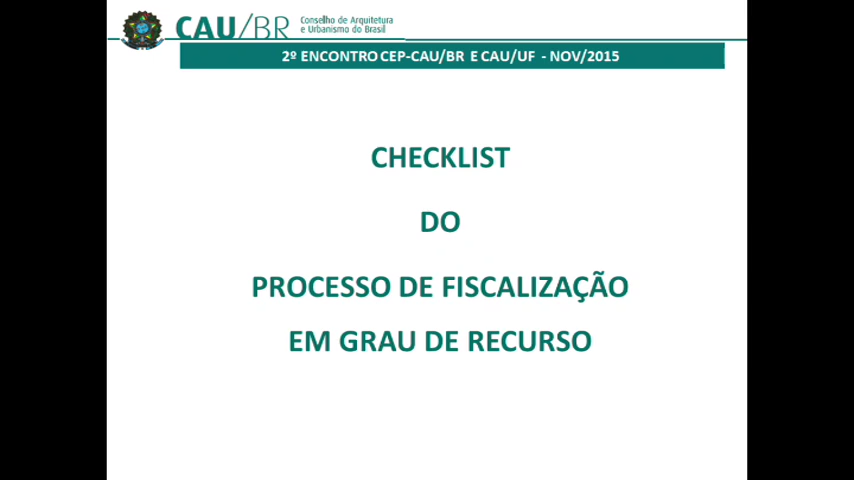 CAU/BR
Conselho de Arquitetura
e Urbanismo do Brasil
2º ENCONTRO CEP-CAU/BR E CAU/UF - NOV/2015
CHECKLIST
DO
PROCESSO DE FISCALIZAÇÃO
EM GRAU DE RECURSO